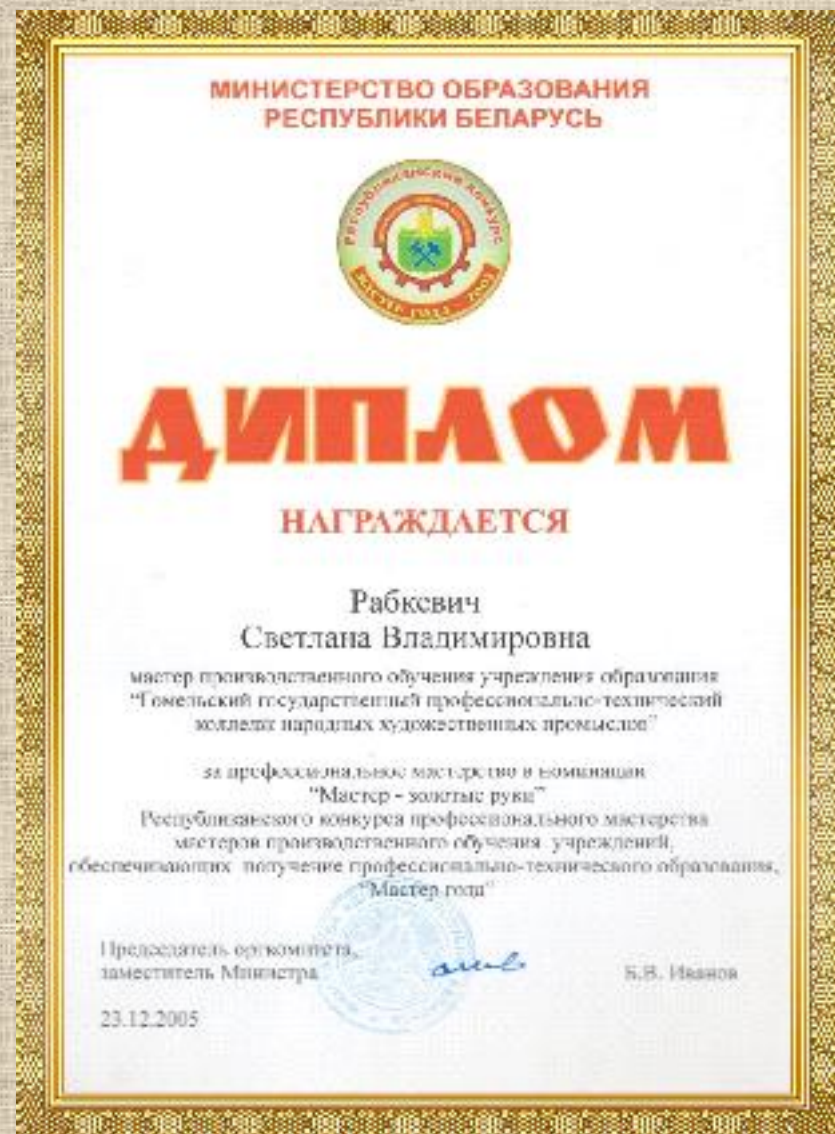 МИНИСТЕРСТВО ОБРАЗОВАНИЯ
РЕСПУБЛИКИ БЕЛАРУСЬ
Республиканский конкурс
ДИПЛОМ
НАГРАЖДАЕТСЯ
Рабкевич
Светлана Владимировна
мастер производственного обучения учреждения образования
“Гомельский государственный профессионально-технический
колледж народных художественных промыслов”
за профессиональное мастерство в номинации
“Мастер - золотые руки”
Республиканского конкурса профессионального мастерства
мастеров производственного обучения учреждений,
обеспечивающих получение профессионально-технического образования,
“Мастер года”
Председатель оргкомитета,
заместитель Министра
Б.В. Иванов
23.12.2005